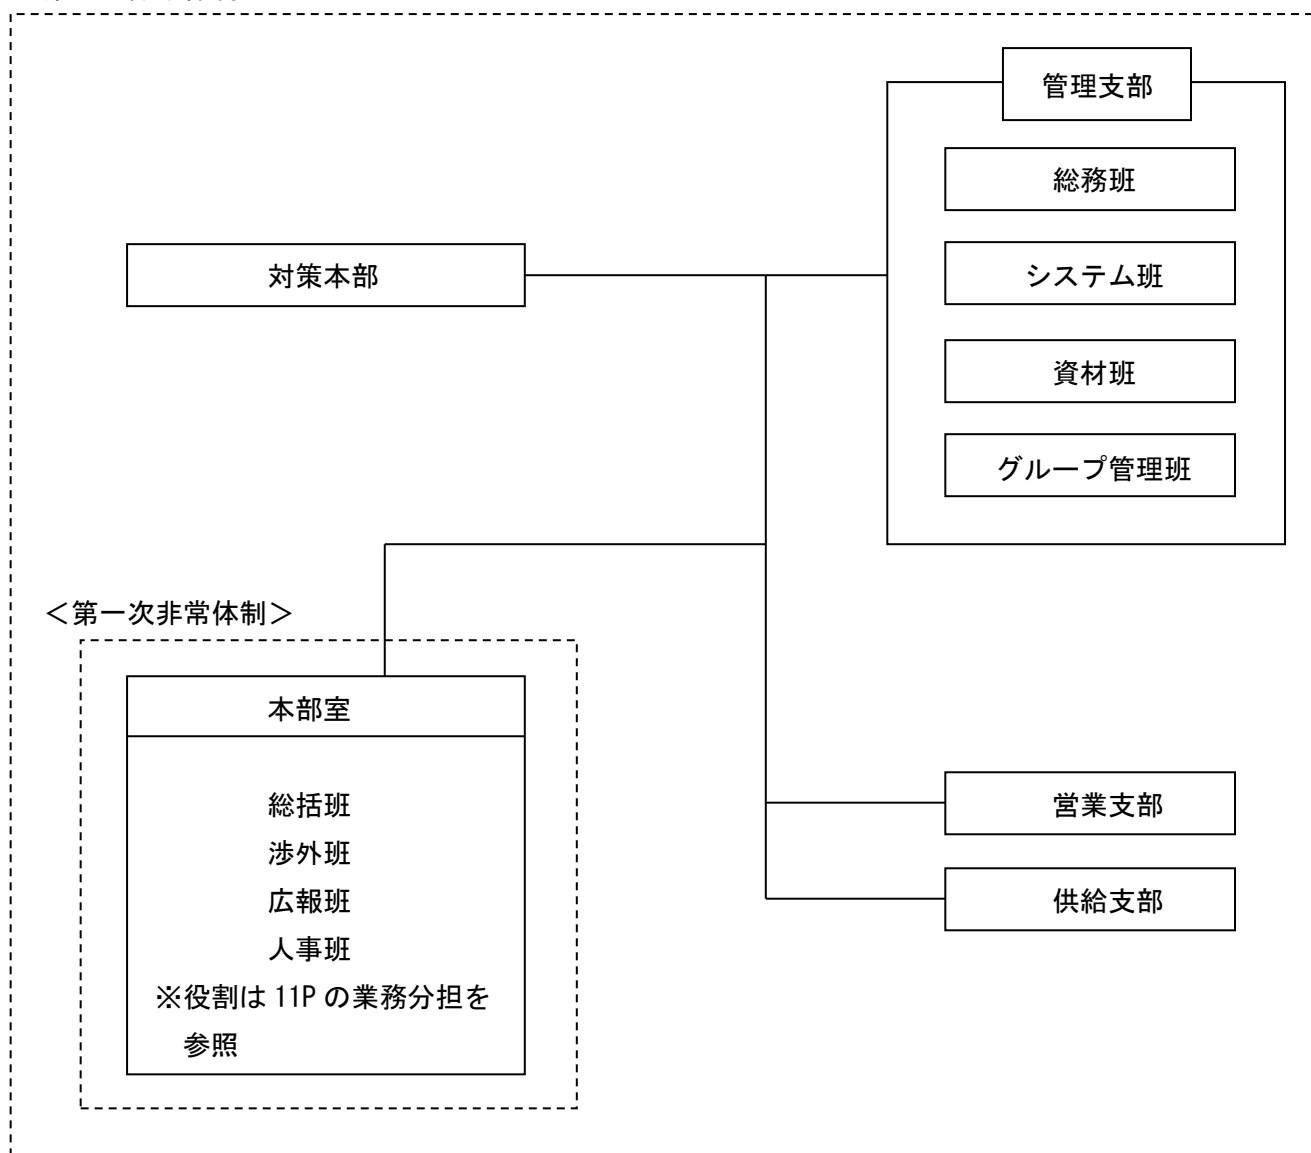 管理支部
総務班
対策本部
システム班
資材班
グループ管理班
＜第一次非常体制＞
本部室
総括班
渉外班
広報班
人事班
※役割は 11P の業務分担を
参照
営業支部
供給支部